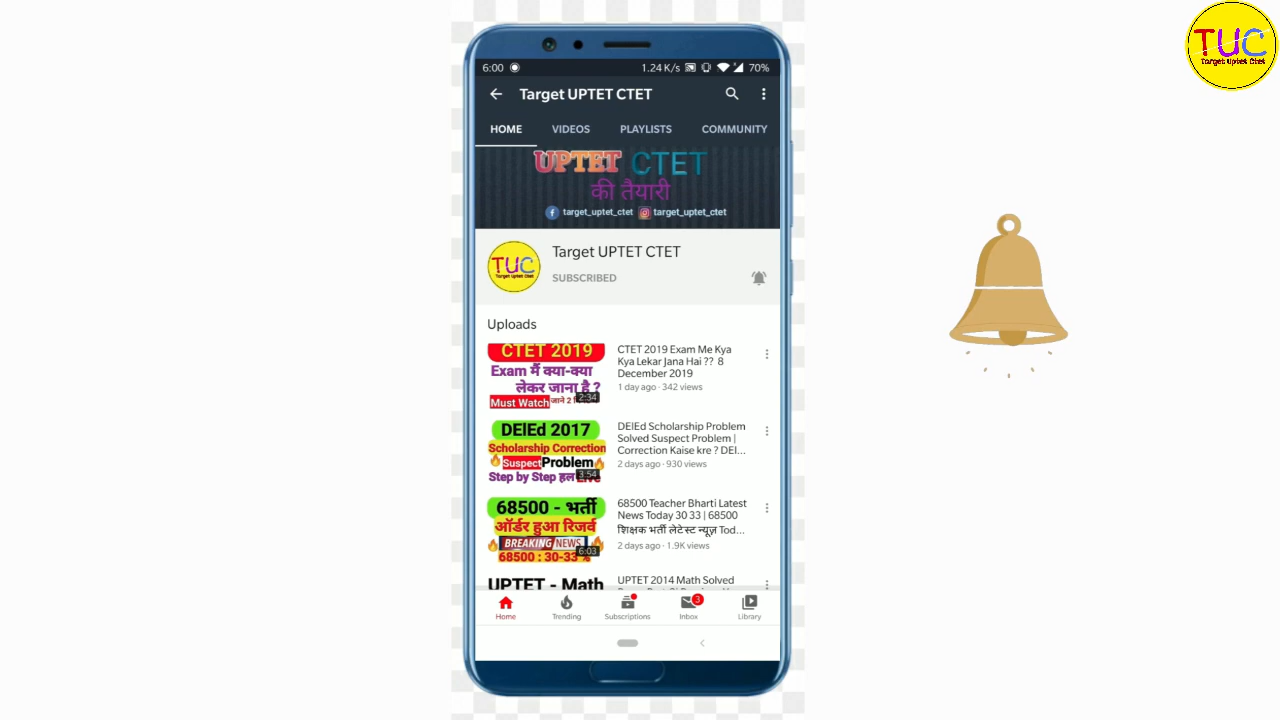 TUC
Target Uptet Ctet
6:00
1.24 K/s
70%
Target UPTET CTET
HOME VIDEOS PLAYLISTS COMMUNITY
UPTET CTET
की तैयारी
target_uptet_ctet target_uptet_ctet
TUC
Target Uptet Ctet
Target UPTET CTET
SUBSCRIBED
Uploads
CTET 2019
Exam मैं क्या-क्या
लेकर जाना है ?
Must Watch
2:34
CTET 2019 Exam Me Kya
Kya Lekar Jana Hai ?? 8
December 2019
1 day ago · 342 views
DElEd 2017
Scholarship Correction
Suspect Problem
Step by Step हल
3:54
DElEd Scholarship Problem
Solved Suspect Problem |
Correction Kaise kre ? DEl...
2 days ago · 930 views
68500 - भर्ती
ऑर्डर हुआ रिजर्व
BREAKING NEWS
68500 : 30-33 %
6:03
68500 Teacher Bharti Latest
News Today 30 33 | 68500
शिक्षक भर्ती लेटेस्ट न्यूज़ Tod...
2 days ago · 1.9K views
UPTET - Math
UPTET 2014 Math Solved
Home Trending Subscriptions Inbox Library
3